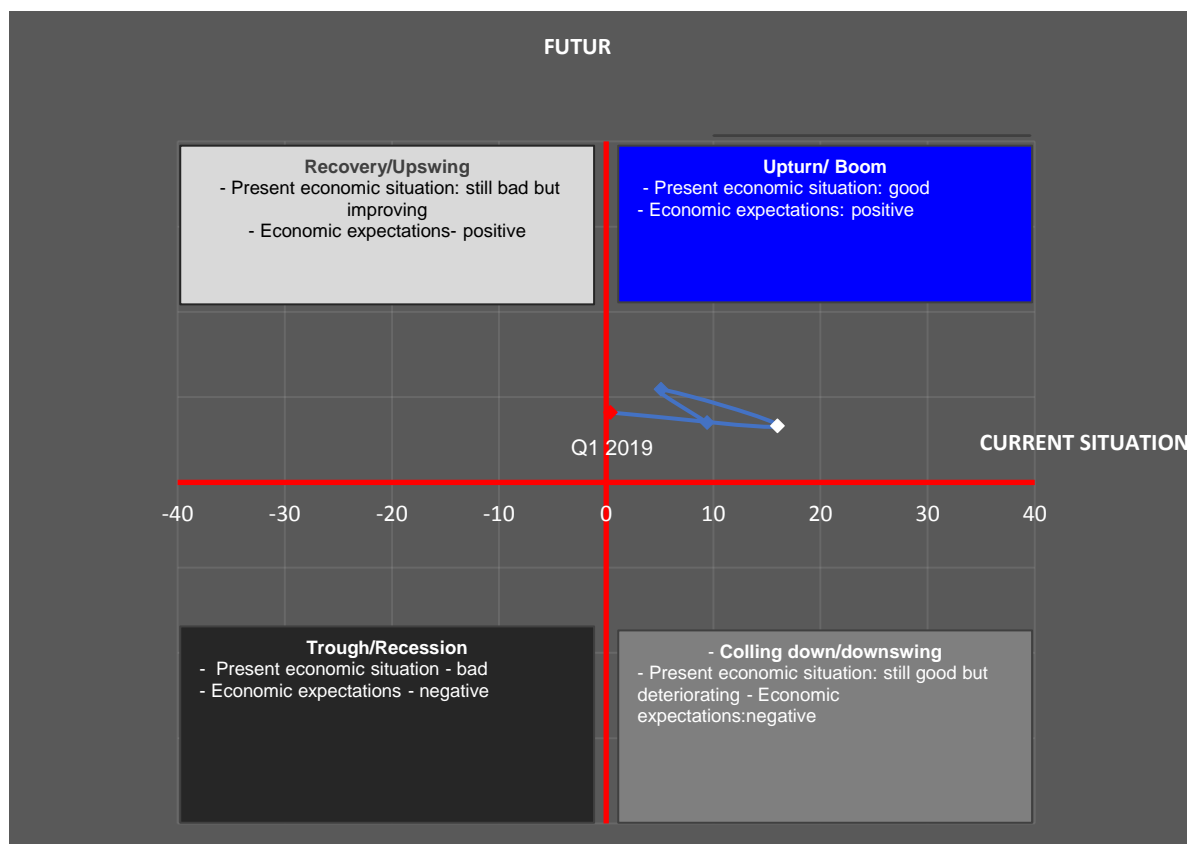 FUTUR
Recovery/Upswing
- Present economic situation: still bad but
improving
- Economic expectations- positive
Upturn/ Boom
- Present economic situation: good
- Economic expectations: positive
Q1 2019
CURRENT SITUATION
-40 -30 -20 -10 0 10 20 30 40
Trough/Recession
- Present economic situation - bad
- Economic expectations - negative
- Colling down/downswing
- Present economic situation: still good but
deteriorating - Economic
expectations:negative